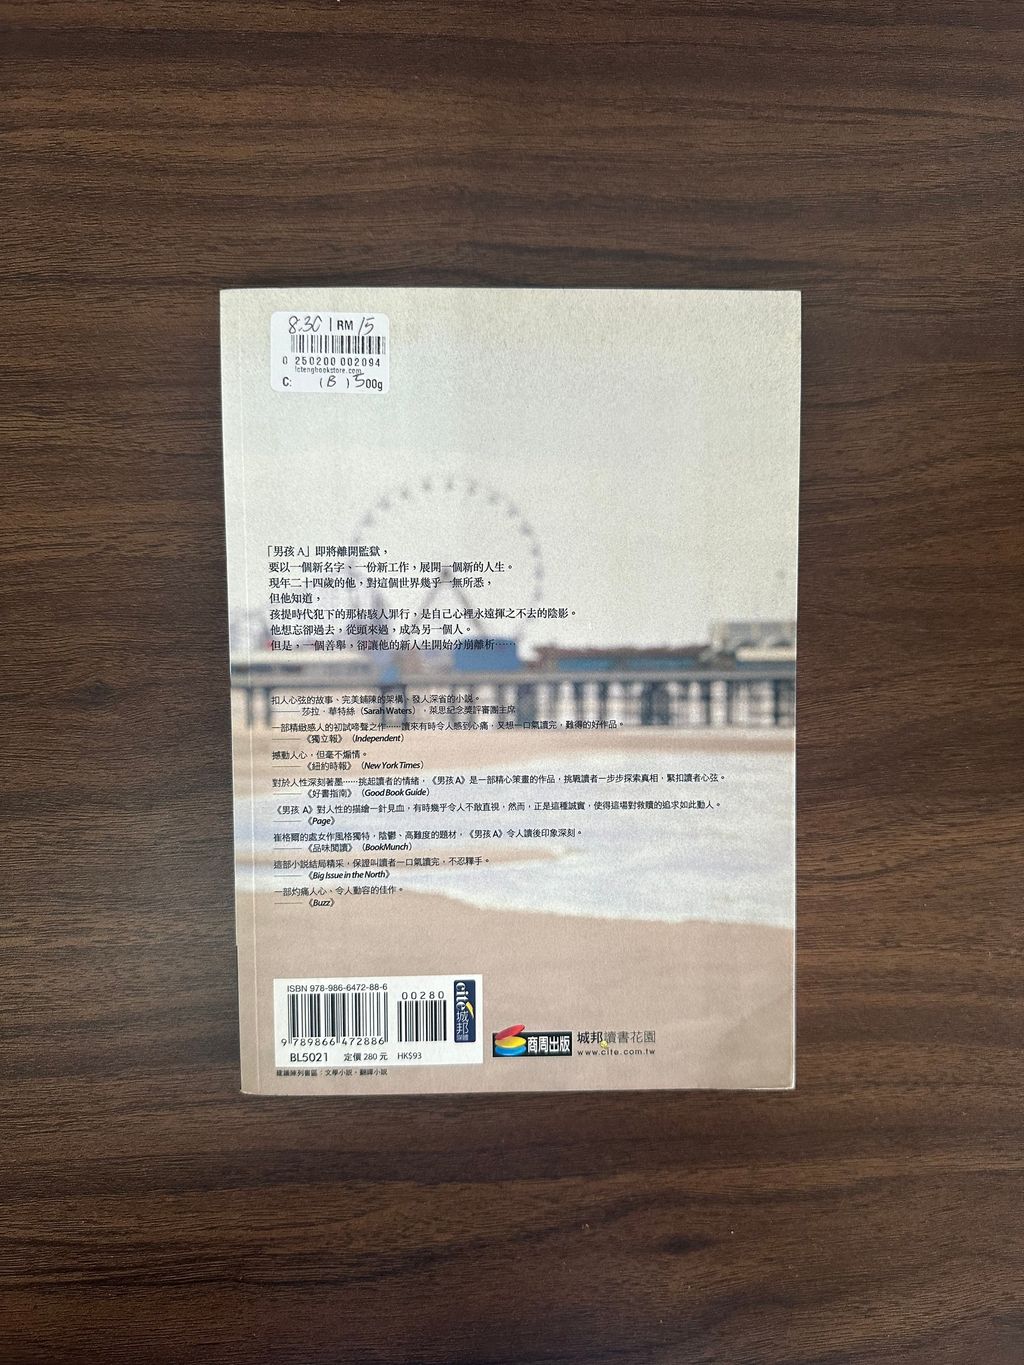 8.30 | RM 15
0 250200 002094
lctengbookstore.com
C: ( B ) 500g
「男孩A」即將離開監獄，
要以一個新名字、一份新工作，展開一個新的人生。
現年二十四歲的他，對這個世界幾乎一無所悉，
但他知道，
孩提時代犯下的那樁駭人罪行，是自己心裡永遠揮之不去的陰影。
他想忘卻過去，從頭來過，成為另一個人。
但是，一個善舉，卻讓他的新人生開始分崩離析……
扣人心弦的故事、完美鋪陳的架構、發人深省的小說。
——莎拉．華特絲（Sarah Waters），萊思紀念獎評審團主席
一部精緻感人的初試啼聲之作……讀來有時令人感到心痛，又想一口氣讀完，難得的好作品。
——《獨立報》（Independent）
撼動人心，但毫不煽情。
——《紐約時報》（New York Times）
對於人性深刻著墨……挑起讀者的情緒，《男孩A》是一部精心策畫的作品，挑戰讀者一步步探索真相，緊扣讀者心弦。
——《好書指南》（Good Book Guide）
《男孩 A》對人性的描繪一針見血，有時幾乎令人不敢直視，然而，正是這種誠實，使得這場對救贖的追求如此動人。
——《Page》
崔格爾的處女作風格獨特，陰鬱、高難度的題材，《男孩A》令人讀後印象深刻。
——《品味閱讀》（BookMunch）
這部小說結局精采，保證叫讀者一口氣讀完，不忍釋手。
——《Big Issue in the North》
一部灼痛人心、令人動容的佳作。
——《Buzz》
ISBN 978-986-6472-88-6
00280
9 789866 472886
BL5021 定價 280 元 HK$93
cite城邦
媒體
商周出版
城邦讀書花園
www.cite.com.tw
建議陳列書區：文學小說‧翻譯小說